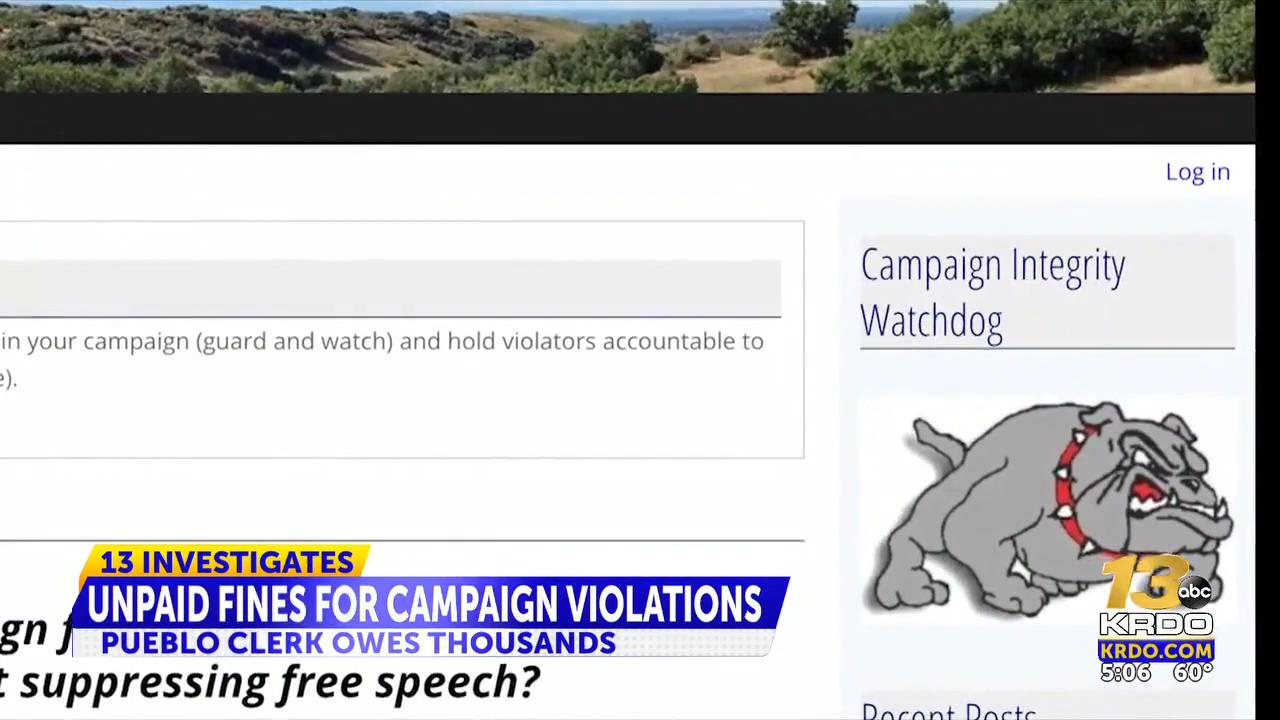 Log in
Campaign Integrity
Watchdog
in your campaign (guard and watch) and hold violators accountable to
e).
13 INVESTIGATES
UNPAID FINES FOR CAMPAIGN VIOLATIONS
PUEBLO CLERK OWES THOUSANDS
gn f
t suppressing free speech?
13 abc
KRDO
KRDO.COM
5:06 60°
Recent Posts